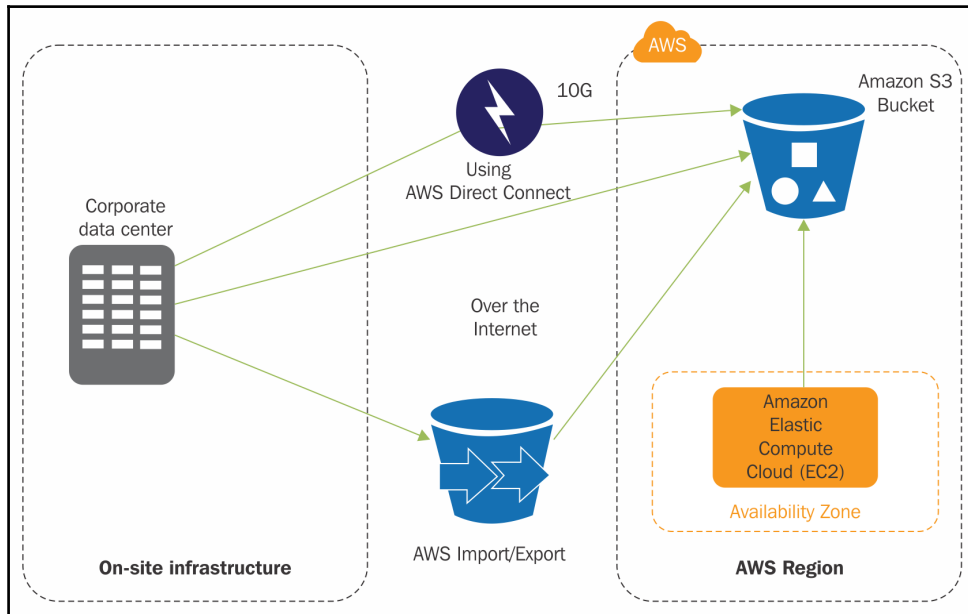 AWS
Amazon S3
Bucket
10G
Using
AWS Direct Connect
Corporate
data center
Over the
Internet
Amazon
Elastic
Compute
Cloud (EC2)
Availability Zone
AWS Import/Export
On-site infrastructure
AWS Region